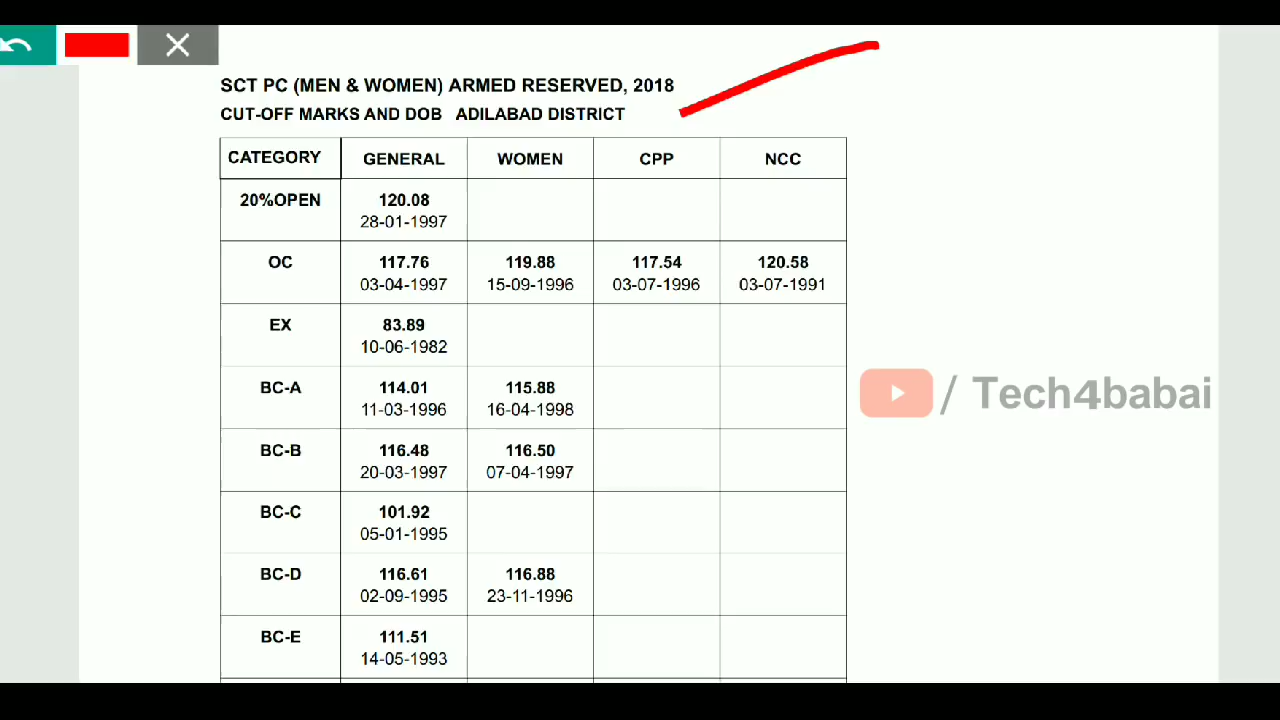 SCT PC (MEN & WOMEN) ARMED RESERVED, 2018
CUT-OFF MARKS AND DOB ADILABAD DISTRICT
CATEGORY GENERAL WOMEN CPP NCC
20%OPEN 120.08
28-01-1997
OC 117.76 119.88 117.54 120.58
03-04-1997 15-09-1996 03-07-1996 03-07-1991
EX 83.89
10-06-1982
BC-A 114.01 115.88
11-03-1996 16-04-1998
/ Tech4babai
BC-B 116.48 116.50
20-03-1997 07-04-1997
BC-C 101.92
05-01-1995
BC-D 116.61 116.88
02-09-1995 23-11-1996
BC-E 111.51
14-05-1993